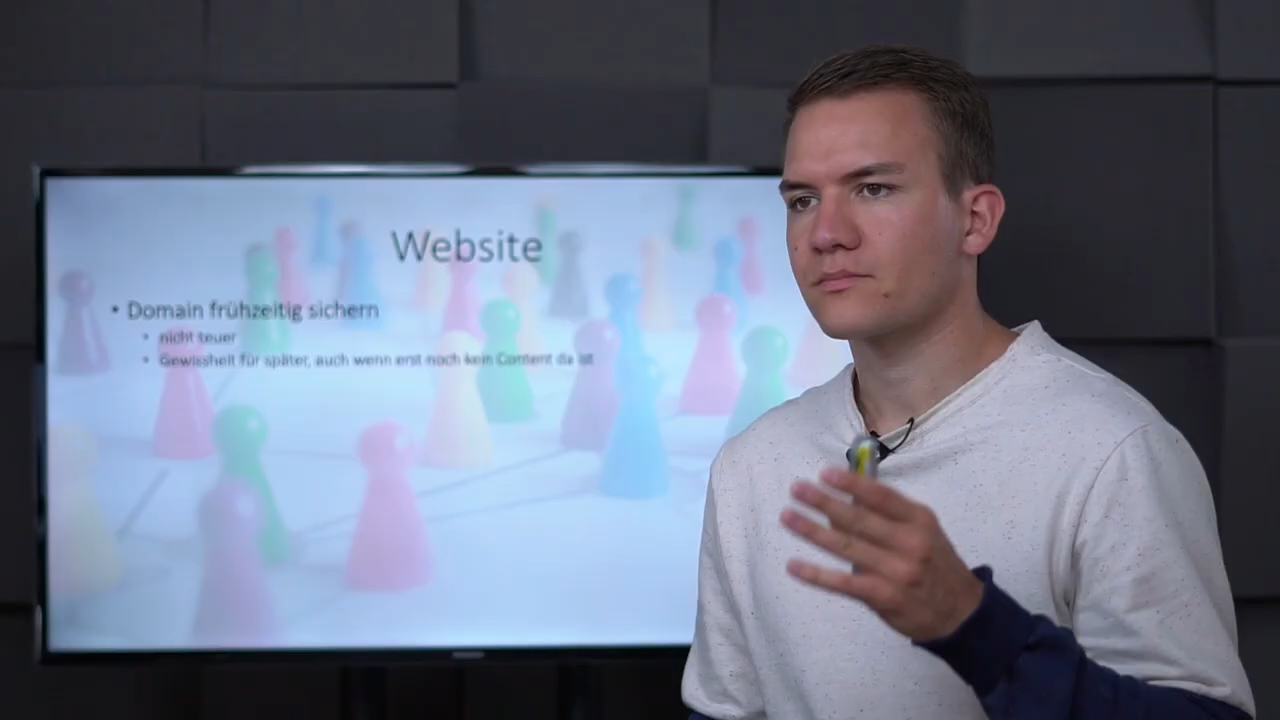 Website
• Domain frühzeitig sichern
• nicht teuer
• Gewissheit für später, auch wenn erst noch kein Content da ist